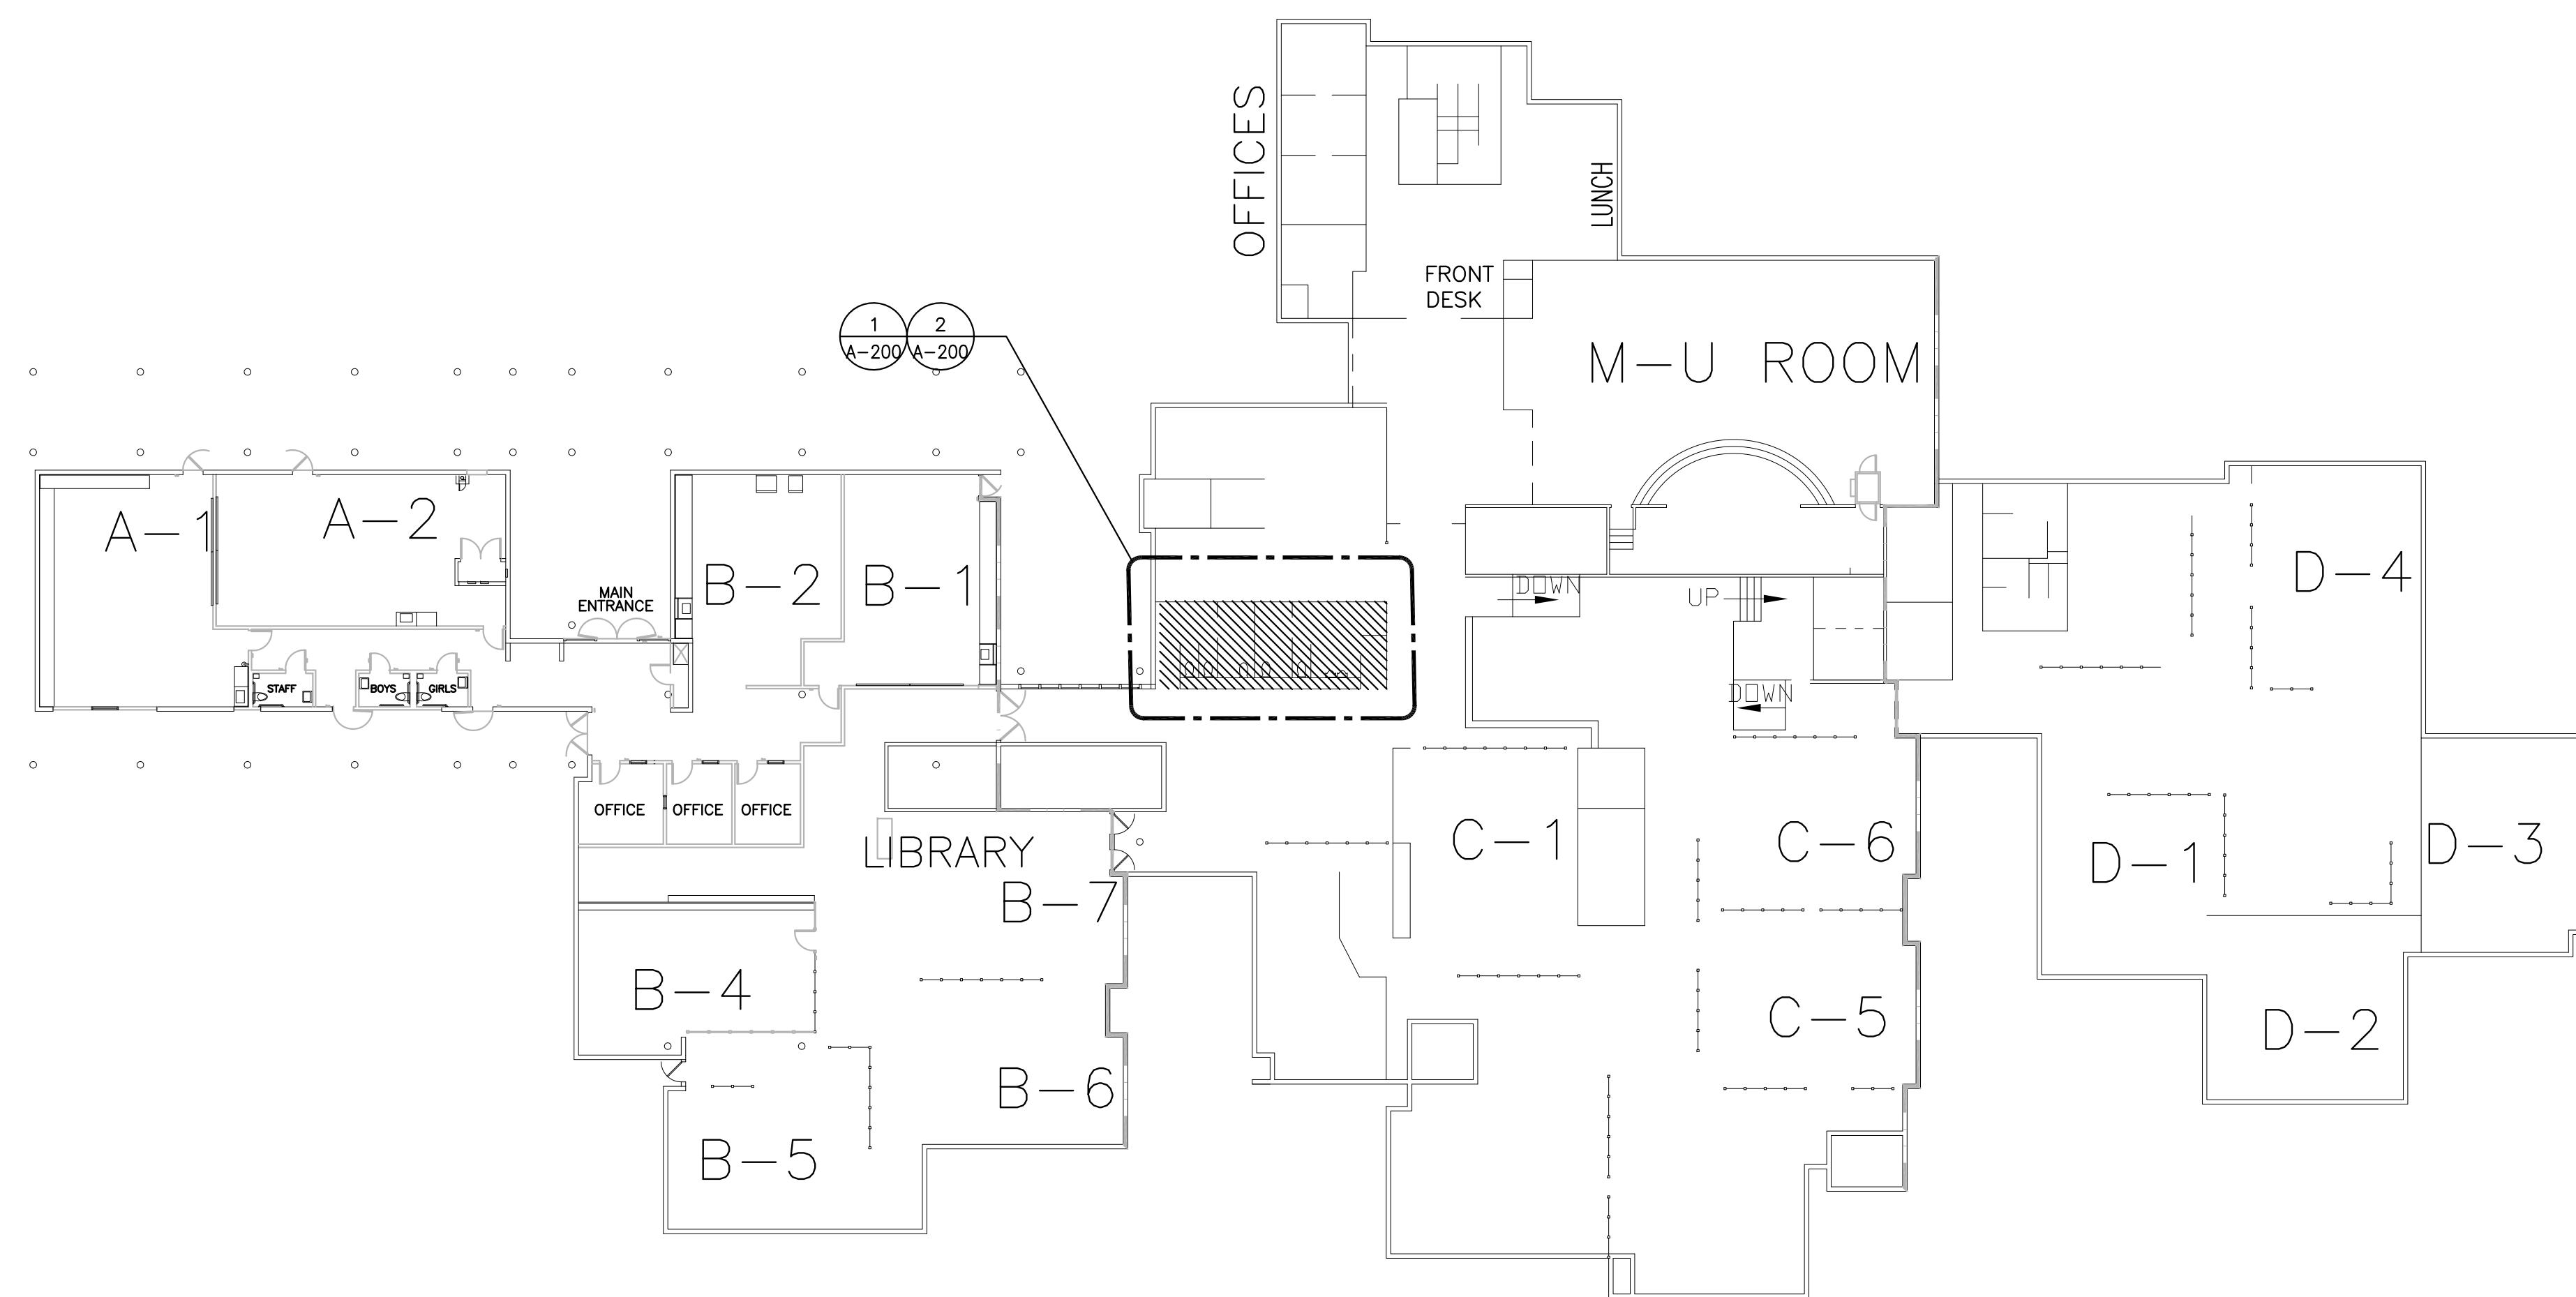 OFFICES
LUNCH
FRONT
DESK
1
A-200
2
A-200
M-U ROOM
A-1
A-2
MAIN
ENTRANCE
B-2
B-1
DOWN
UP
D-4
STAFF
BOYS
GIRLS
DOWN
OFFICE
OFFICE
OFFICE
LIBRARY
C-1
C-6
D-1
D-3
B-7
B-4
C-5
D-2
B-6
B-5